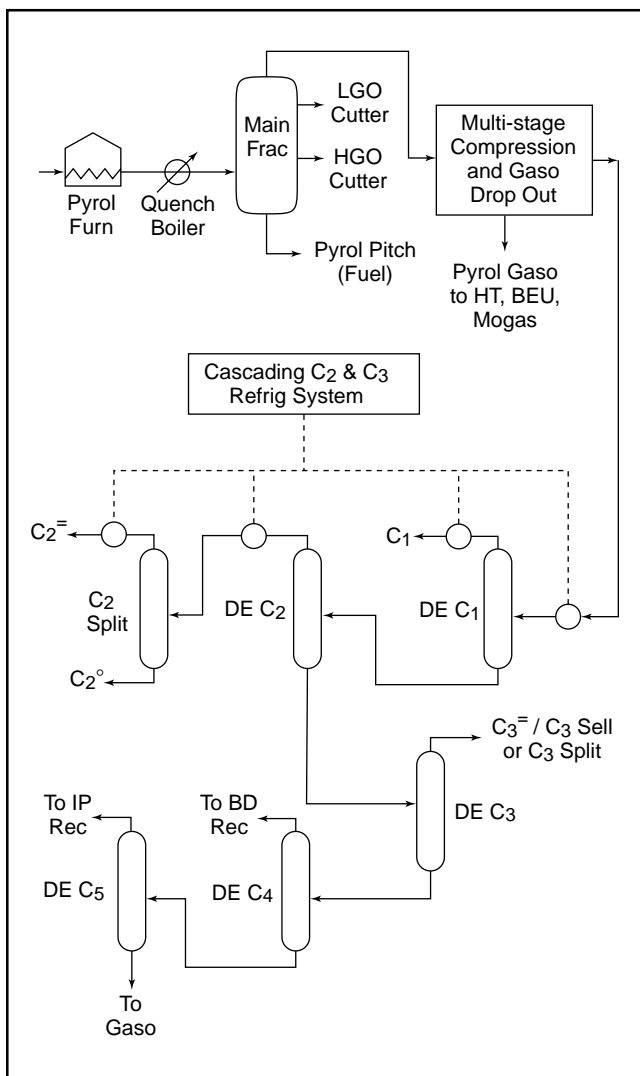 LGO
Cutter
Main
Frac
HGO
Cutter
Multi-stage
Compression
and Gaso
Drop Out
Pyrol
Furn
Quench
Boiler
Pyrol Pitch
(Fuel)
Pyrol Gaso
to HT, BEU,
Mogas
Cascading C2 & C3
Refrig System
C2=
C1
C2
Split
DE C2
DE C1
C2°
C3= / C3 Sell
or C3 Split
DE C3
To IP
Rec
To BD
Rec
DE C5
DE C4
To
Gaso